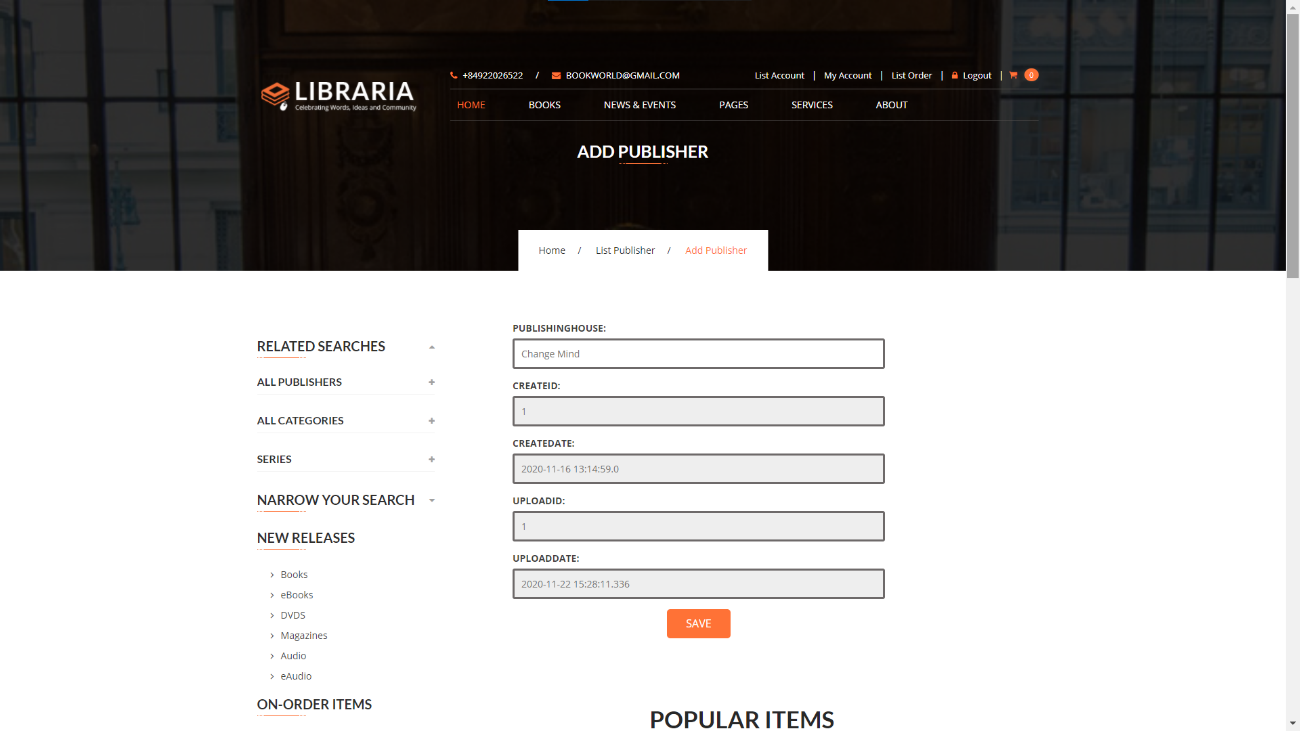 +84922026522 / BOOKWORLD@GMAIL.COM List Account | My Account | List Order | Logout | 0
LIBRARIA
Celebrating Words, Ideas and Community
HOME BOOKS NEWS & EVENTS PAGES SERVICES ABOUT
ADD PUBLISHER
Home / List Publisher / Add Publisher
RELATED SEARCHES
ALL PUBLISHERS +
ALL CATEGORIES +
SERIES +
NARROW YOUR SEARCH
NEW RELEASES
› Books
› eBooks
› DVDS
› Magazines
› Audio
› eAudio
ON-ORDER ITEMS
PUBLISHINGHOUSE:
Change Mind
CREATEID:
1
CREATEDATE:
2020-11-16 13:14:59.0
UPLOADID:
1
UPLOADDATE:
2020-11-22 15:28:11.336
SAVE
POPULAR ITEMS